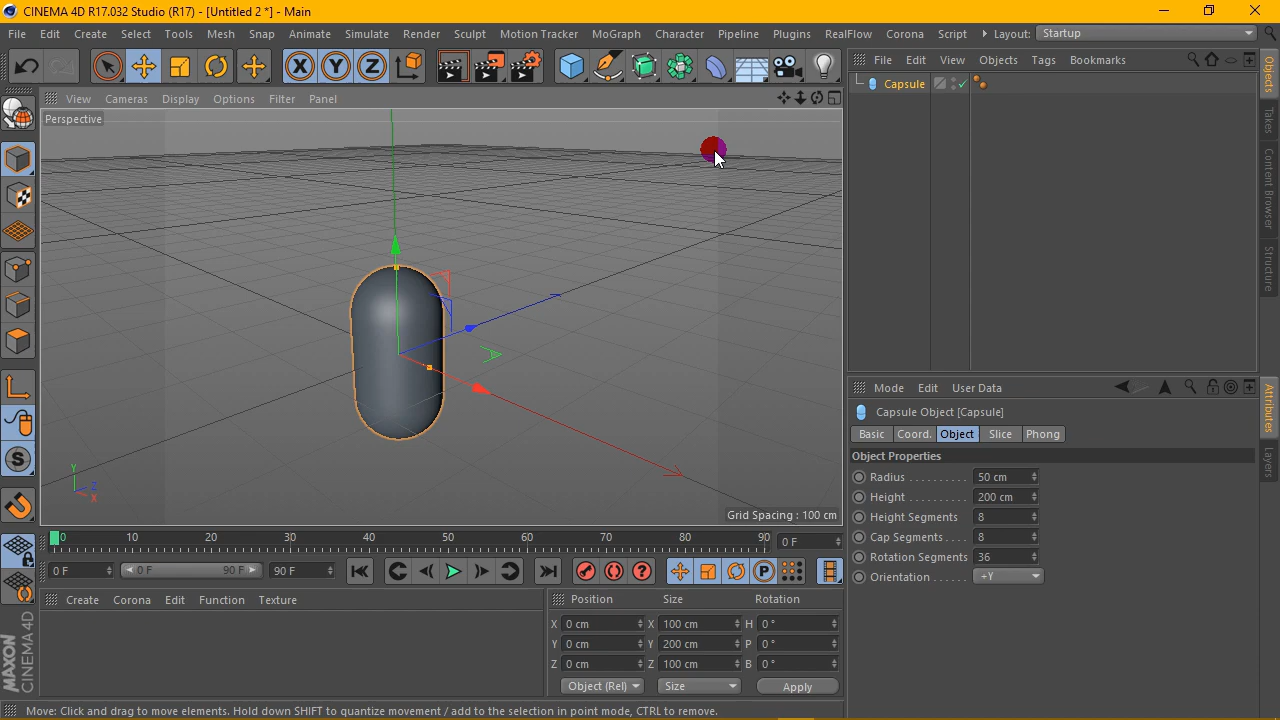 CINEMA 4D R17.032 Studio (R17) - [Untitled 2 *] - Main
File Edit Create Select Tools Mesh Snap Animate Simulate Render Sculpt Motion Tracker MoGraph Character Pipeline Plugins RealFlow Corona Script Layout: Startup
X Y Z
View Cameras Display Options Filter Panel
Perspective
Y Z X
Grid Spacing : 100 cm
0 10 20 30 40 50 60 70 80 90 0 F
0 F 0 F 90 F 90 F
P
Create Corona Edit Function Texture
Position Size Rotation
X 0 cm X 100 cm H 0 °
Y 0 cm Y 200 cm P 0 °
Z 0 cm Z 100 cm B 0 °
Object (Rel) Size Apply
MAXON CINEMA 4D
Move: Click and drag to move elements. Hold down SHIFT to quantize movement / add to the selection in point mode, CTRL to remove.
File Edit View Objects Tags Bookmarks
Capsule
Objects
Takes
Content Browser
Structure
Mode Edit User Data
Capsule Object [Capsule]
Basic Coord. Object Slice Phong
Object Properties
Radius . . . . . . . . . . 50 cm
Height . . . . . . . . . . 200 cm
Height Segments 8
Cap Segments . . . . 8
Rotation Segments 36
Orientation . . . . . . +Y
Attributes
Layers
S